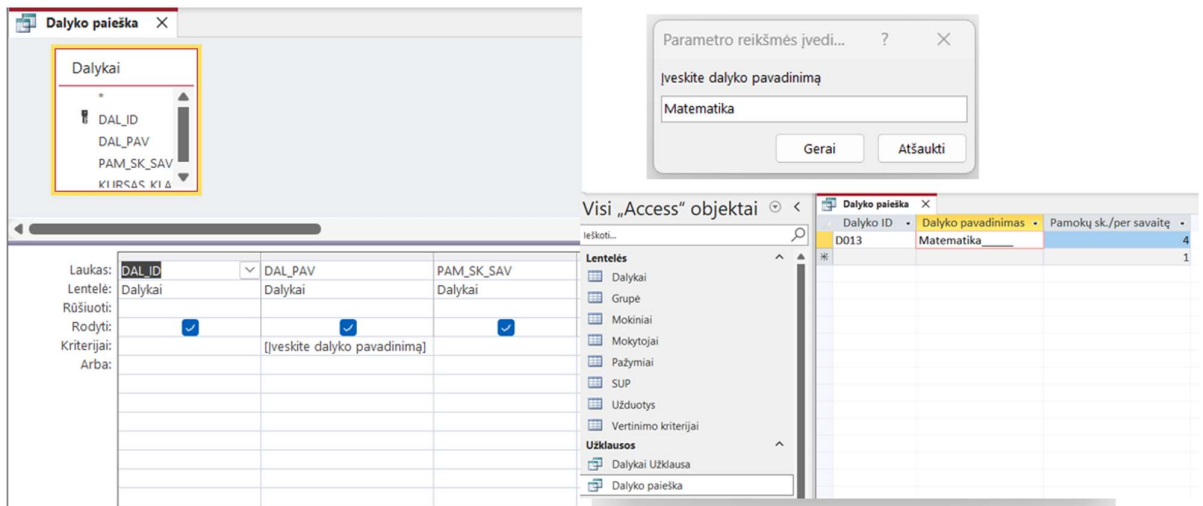 Dalyko paieška
Dalykai
*
DAL_ID
DAL_PAV
PAM_SK_SAV
KURSAS_KLA
Laukas: DAL_ID DAL_PAV PAM_SK_SAV
Lentelė: Dalykai Dalykai Dalykai
Rūšiuoti:
Rodyti:
Kriterijai: [Įveskite dalyko pavadinimą]
Arba:
Parametro reikšmės įvedi... ?
Įveskite dalyko pavadinimą
Matematika
Gerai Atšaukti
Visi „Access“ objektai
Ieškoti...
Lentelės
Dalykai
Grupė
Mokiniai
Mokytojai
Pažymiai
SUP
Užduotys
Vertinimo kriterijai
Užklausos
Dalykai Užklausa
Dalyko paieška
Dalyko paieška
Dalyko ID Dalyko pavadinimas Pamokų sk./per savaitę
D013 Matematika_____ 4
1